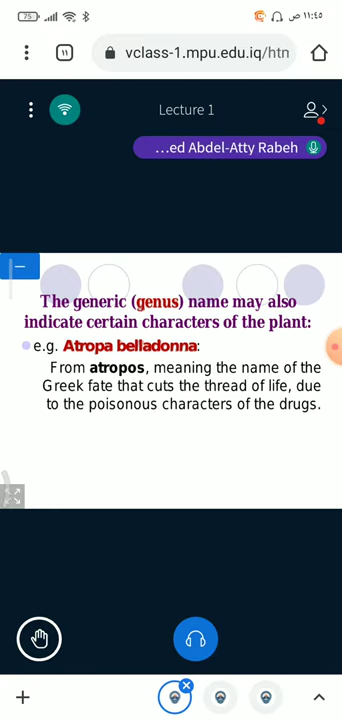 75
١١:٤٥ ص
١١
vclass-1.mpu.edu.iq/htn
Lecture 1
...ed Abdel-Atty Rabeh
The generic (genus) name may also
indicate certain characters of the plant:
e.g. Atropa belladonna:
From atropos, meaning the name of the
Greek fate that cuts the thread of life, due
to the poisonous characters of the drugs.